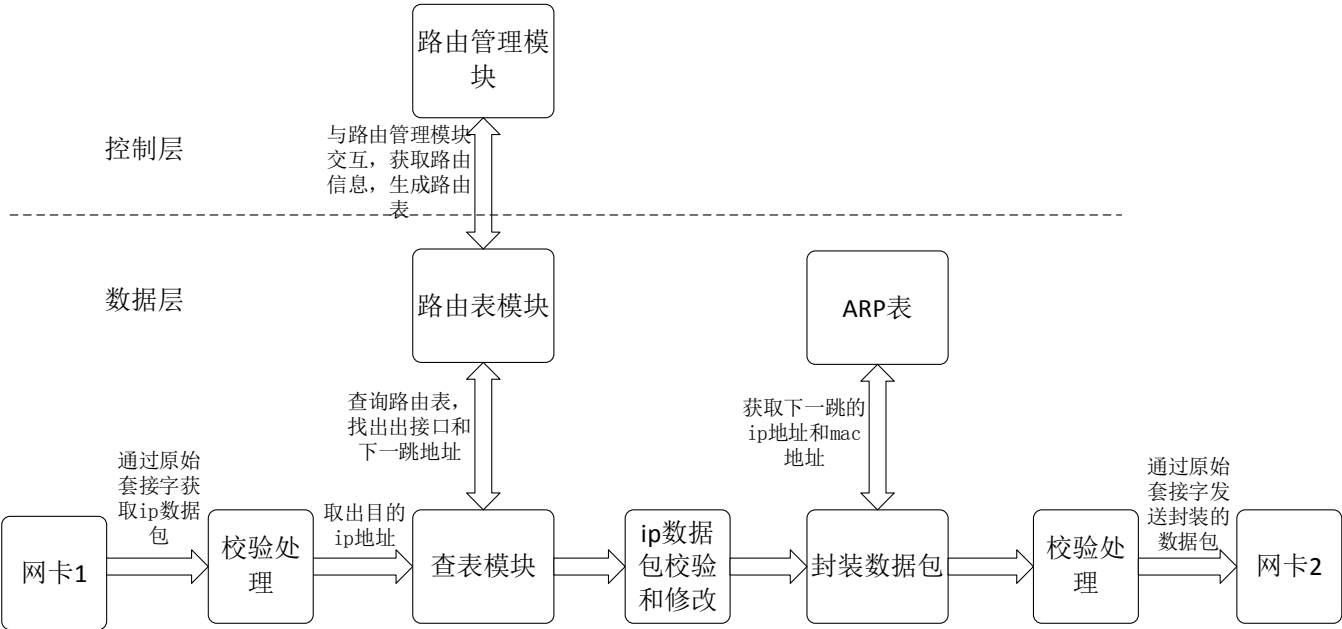 路由管理模
块
控制层
与路由管理模块
交互，获取路由
信息，生成路由
表
数据层
路由表模块
ARP表
查询路由表，
找出出接口和
下一跳地址
获取下一跳的
ip地址和mac
地址
通过原始
套接字获
取ip数据
包
取出目的
ip地址
通过原始
套接字发
送封装的
数据包
网卡1
校验处
理
查表模块
ip数据
包校验
和修改
封装数据包
校验处
理
网卡2